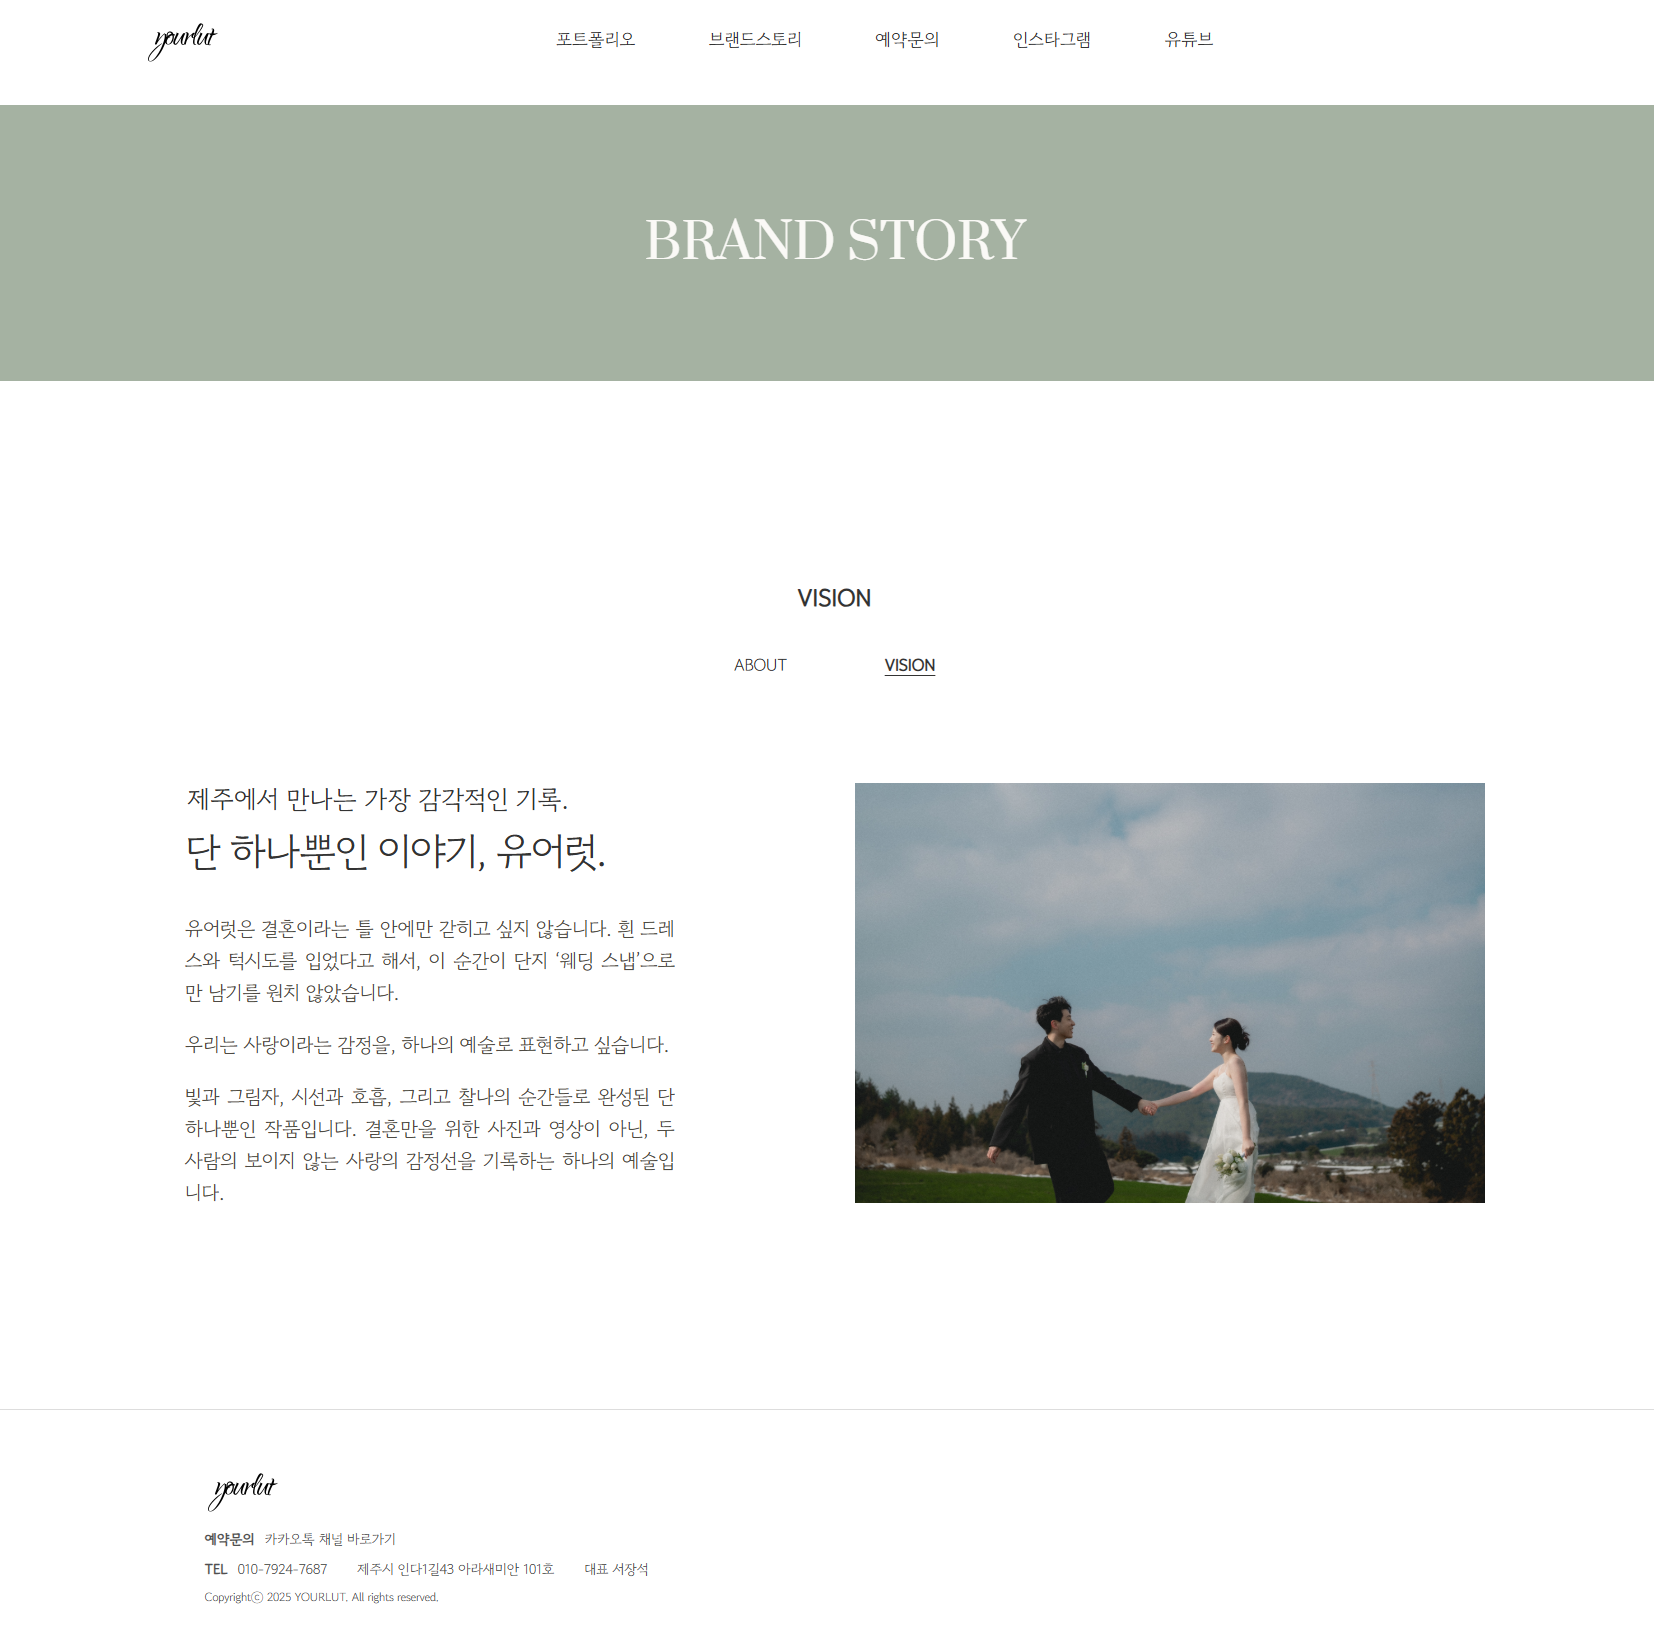 yourlut
포트폴리오 브랜드스토리 예약문의 인스타그램 유튜브
BRAND STORY
VISION
ABOUT VISION
제주에서 만나는 가장 감각적인 기록.
단 하나뿐인 이야기, 유어럿.
유어럿은 결혼이라는 틀 안에만 갇히고 싶지 않습니다. 흰 드레
스와 턱시도를 입었다고 해서, 이 순간이 단지 ‘웨딩 스냅’으로
만 남기를 원치 않았습니다.
우리는 사랑이라는 감정을, 하나의 예술로 표현하고 싶습니다.
빛과 그림자, 시선과 호흡, 그리고 찰나의 순간들로 완성된 단
하나뿐인 작품입니다. 결혼만을 위한 사진과 영상이 아닌, 두
사람의 보이지 않는 사랑의 감정선을 기록하는 하나의 예술입
니다.
yourlut
예약문의 카카오톡 채널 바로가기
TEL 010-7924-7687 제주시 인다1길43 아라새미안 101호 대표 서장석
Copyrightⓒ 2025 YOURLUT. All rights reserved.